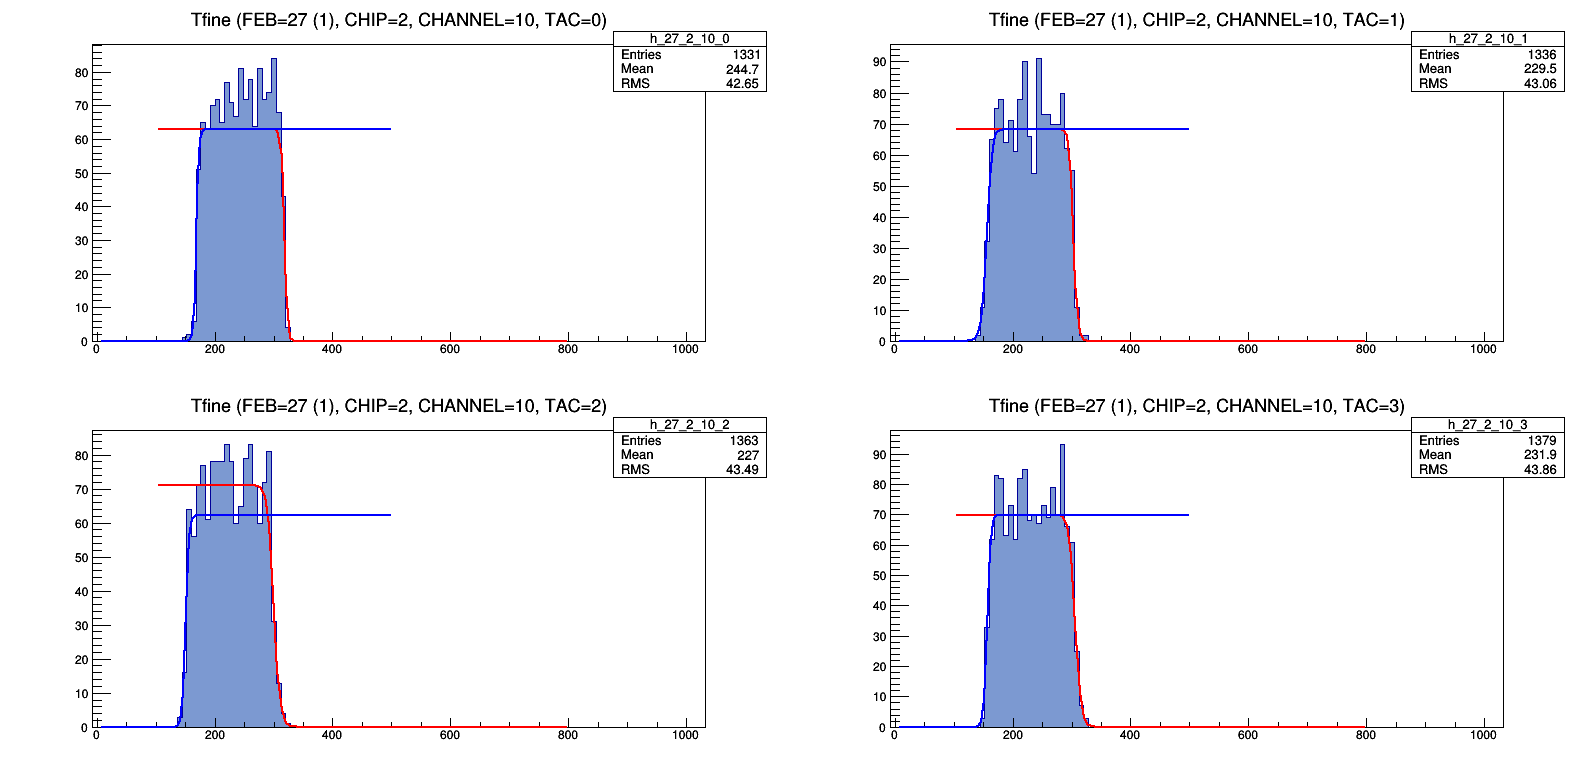 Tfine (FEB=27 (1), CHIP=2, CHANNEL=10, TAC=0)
h_27_2_10_0
Entries 1331
Mean 244.7
RMS 42.65
80
70
60
50
40
30
20
10
0
0 200 400 600 800 1000
Tfine (FEB=27 (1), CHIP=2, CHANNEL=10, TAC=1)
h_27_2_10_1
Entries 1336
Mean 229.5
RMS 43.06
90
80
70
60
50
40
30
20
10
0
0 200 400 600 800 1000
Tfine (FEB=27 (1), CHIP=2, CHANNEL=10, TAC=2)
h_27_2_10_2
Entries 1363
Mean 227
RMS 43.49
80
70
60
50
40
30
20
10
0
0 200 400 600 800 1000
Tfine (FEB=27 (1), CHIP=2, CHANNEL=10, TAC=3)
h_27_2_10_3
Entries 1379
Mean 231.9
RMS 43.86
90
80
70
60
50
40
30
20
10
0
0 200 400 600 800 1000